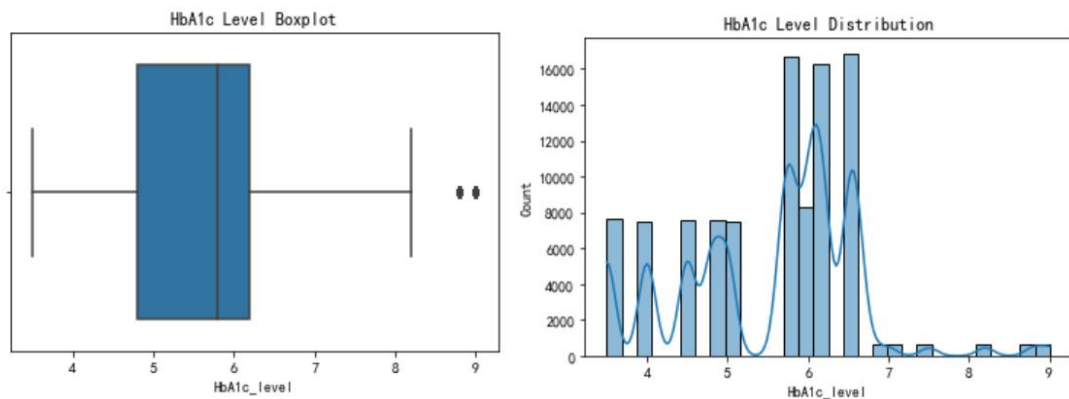 HbA1c Level Boxplot
4 5 6 7 8 9
HbA1c_level
HbA1c Level Distribution
16000
14000
12000
10000
8000
6000
4000
2000
0
Count
4 5 6 7 8 9
HbA1c_level